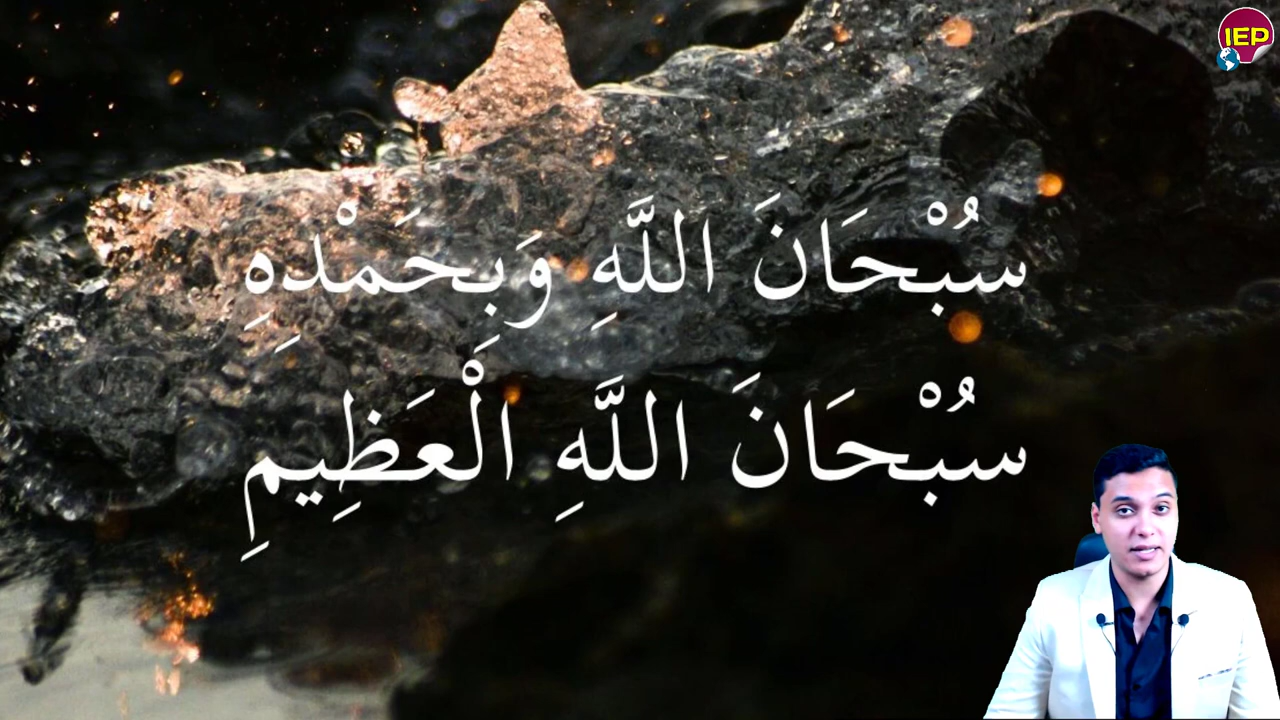 IEP
سُبْحَانَ اللَّهِ وَبِحَمْدِهِ
سُبْحَانَ اللَّهِ الْعَظِيمِ